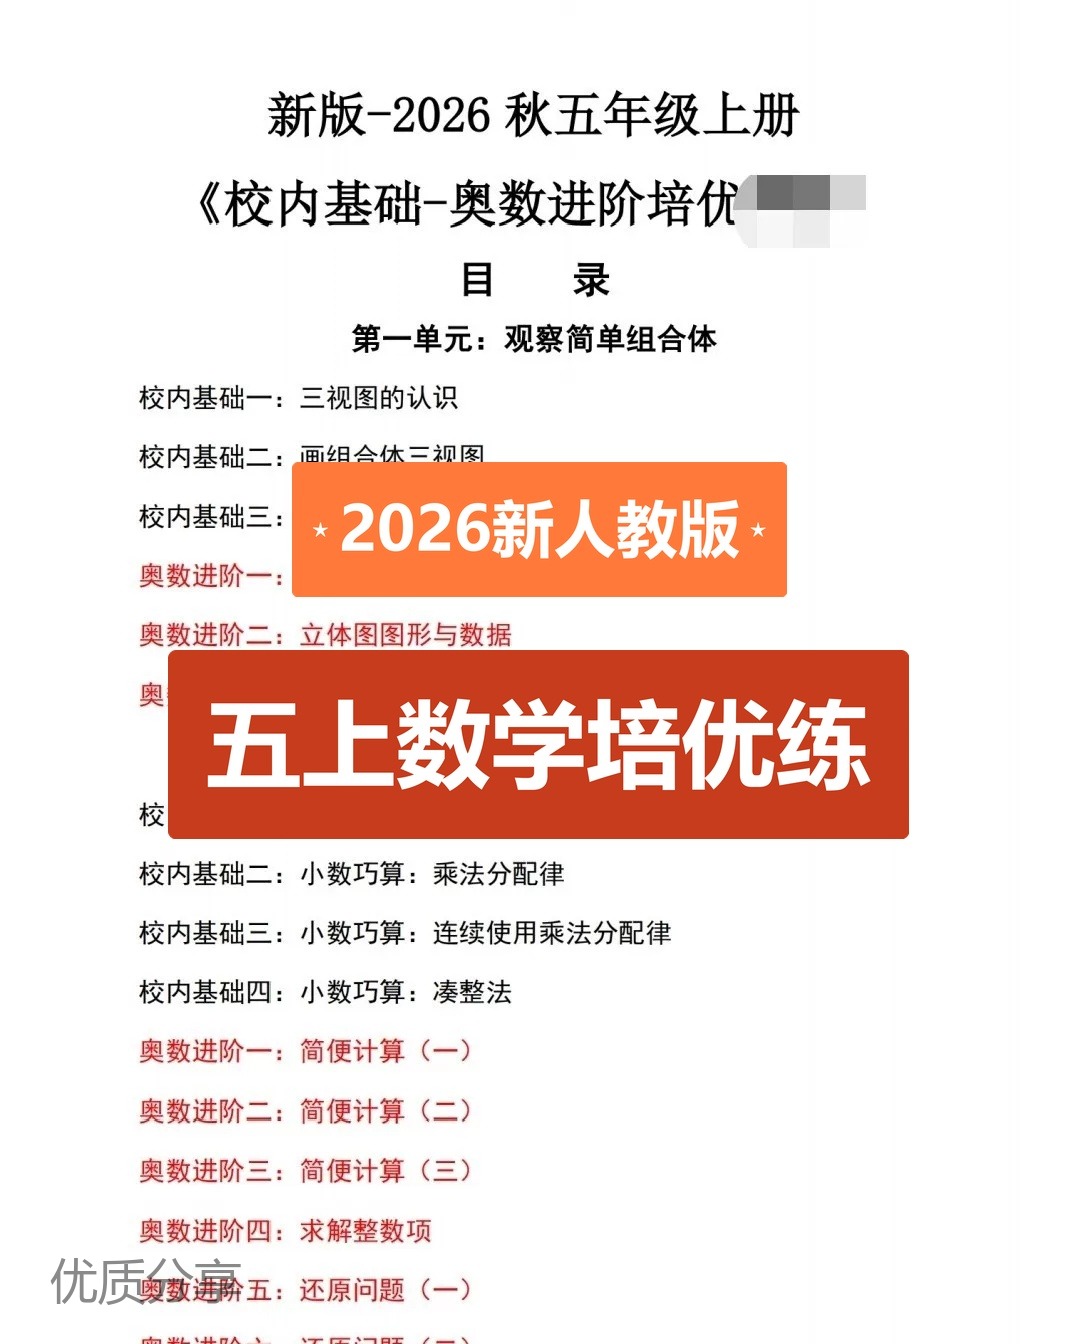 新版-2026 秋五年级上册
《校内基础-奥数进阶培优
目 录
第一单元：观察简单组合体
校内基础一：三视图的认识
校内基础二：画组合体三视图
校内基础三：
★2026新人教版★
奥数进阶一：
奥数进阶二：立体图图形与数据
奥
五上数学培优练
校
校内基础二：小数巧算：乘法分配律
校内基础三：小数巧算：连续使用乘法分配律
校内基础四：小数巧算：凑整法
奥数进阶一：简便计算（一）
奥数进阶二：简便计算（二）
奥数进阶三：简便计算（三）
奥数进阶四：求解整数项
优质分享
奥数进阶五：还原问题（一）